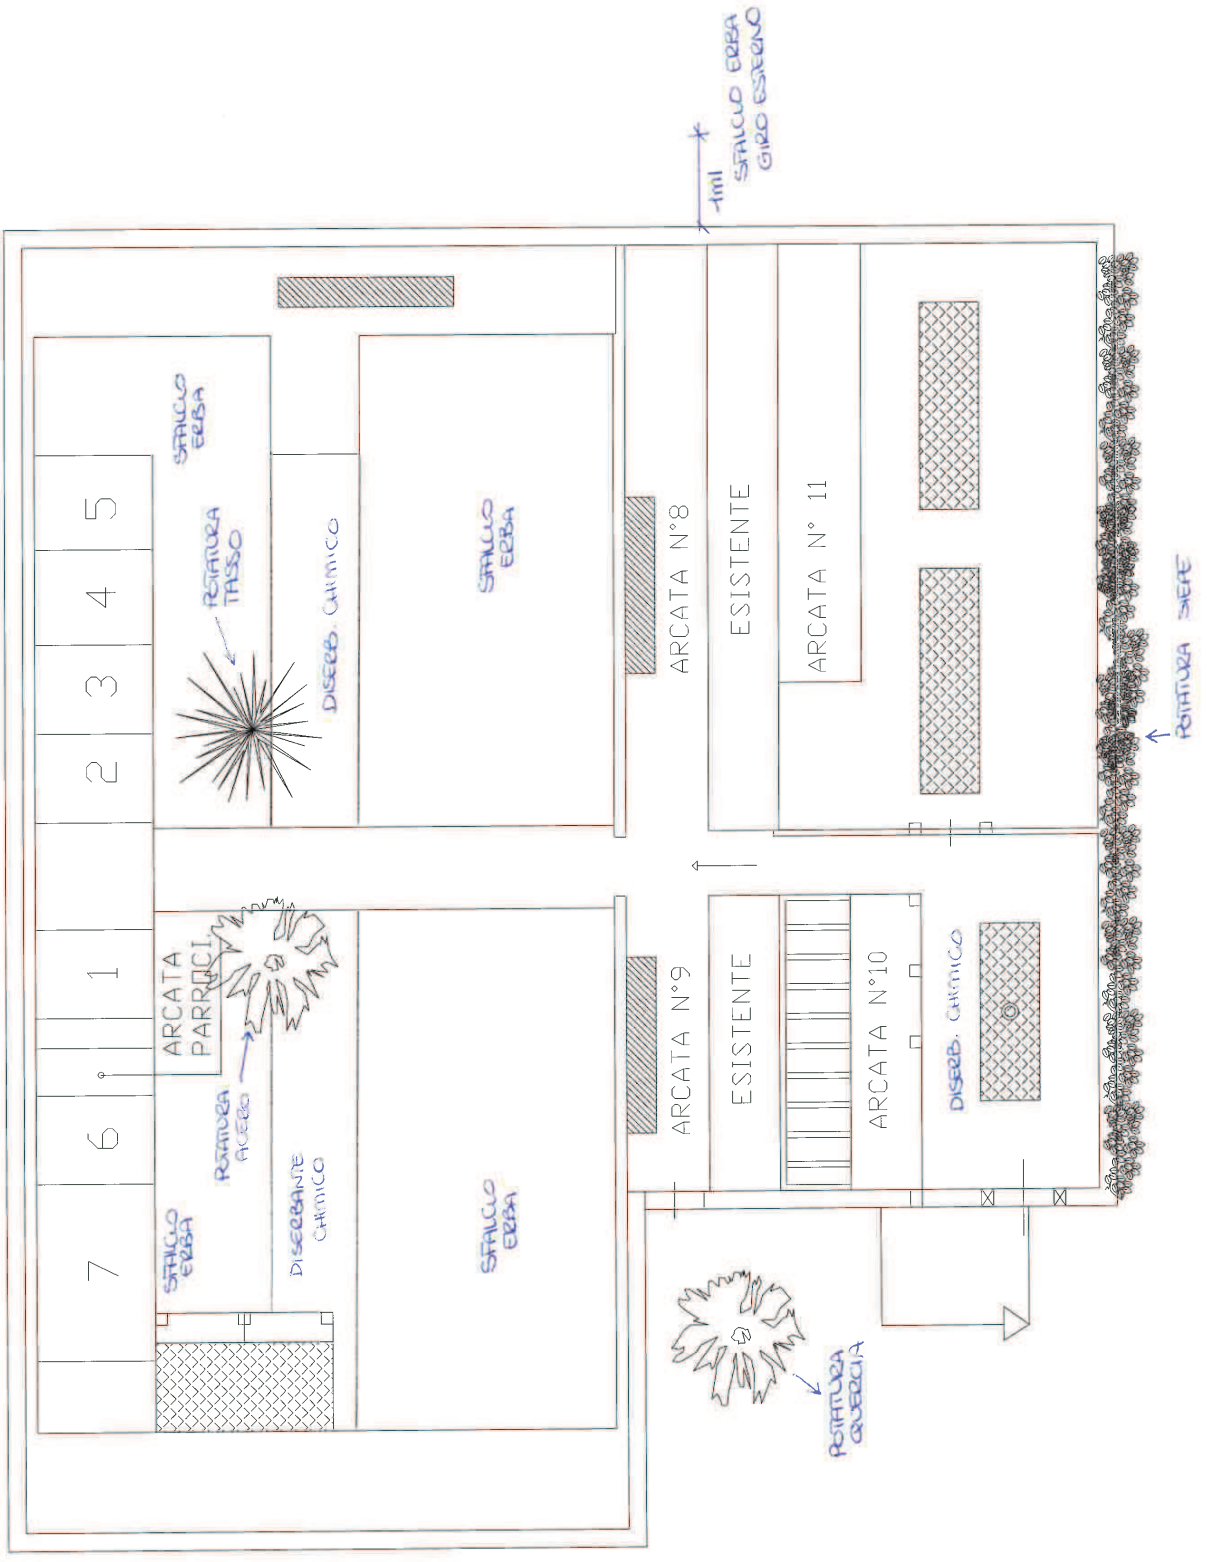 SFALCIO ERBA
GIRO ESTERNO
1ml
SFALCIO
ERBA
5
4
3
2
1
6
7
POTATURA
TASSO
DISERB. CHIMICO
SFALCIO
ERBA
ARCATA N°8
ESISTENTE
ARCATA N° 11
POTATURA SIEPE
ARCATA
PARROCI.
POTATURA
ACERO
SFALCIO
ERBA
DISERBANTE
CHIMICO
SFALCIO
ERBA
ARCATA N°9
ESISTENTE
ARCATA N°10
DISERB. CHIMICO
POTATURA
QUERCIA